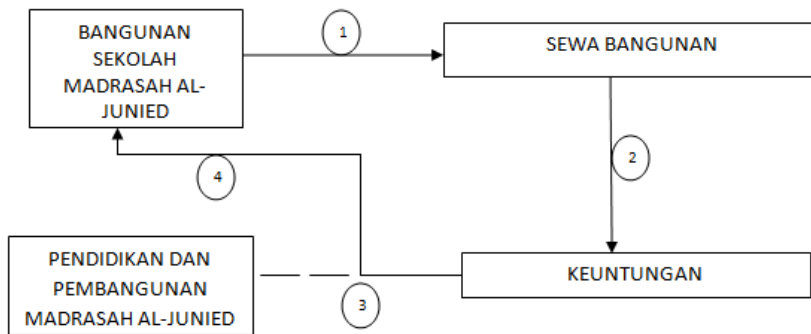 BANGUNAN
SEKOLAH
MADRASAH AL-
JUNIED
1
SEWA BANGUNAN
2
4
PENDIDIKAN DAN
PEMBANGUNAN
MADRASAH AL-JUNIED
3
KEUNTUNGAN